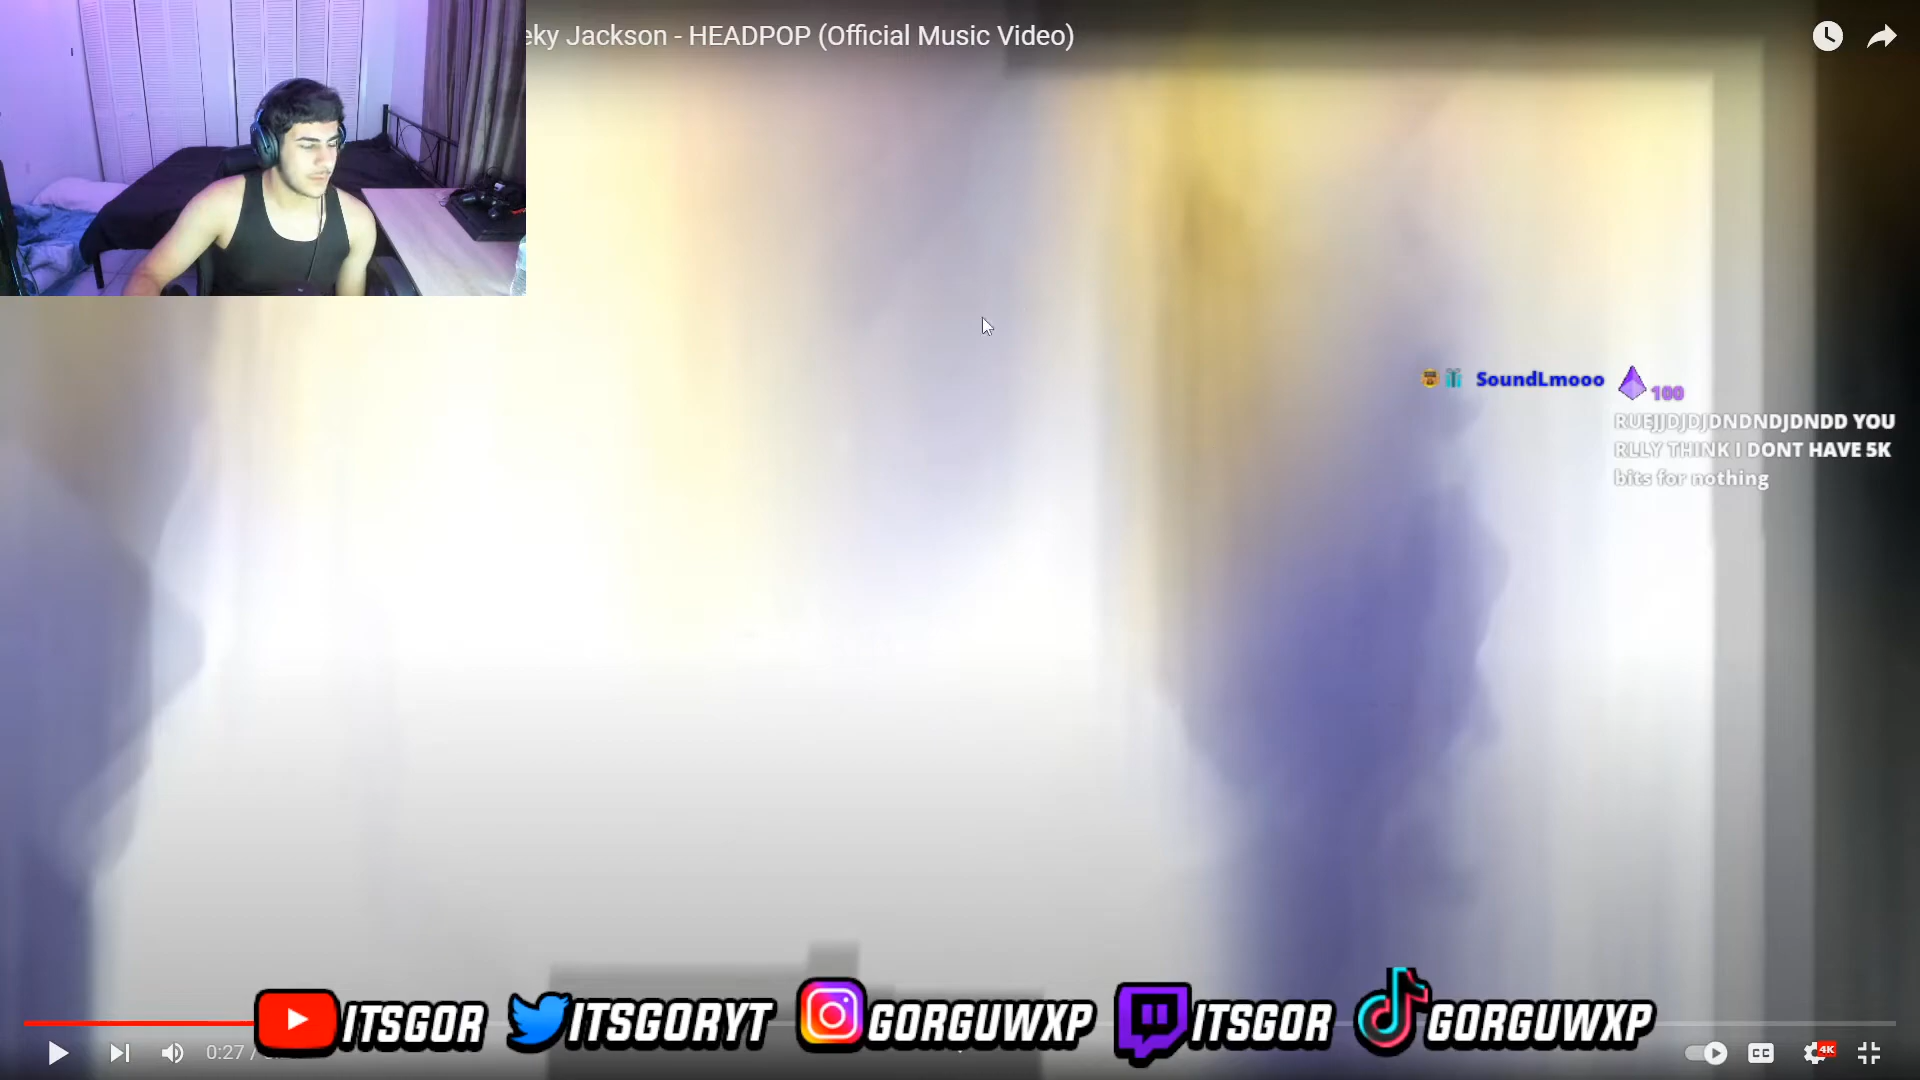 eky Jackson - HEADPOP (Official Music Video)
SoundLmooo 100
RUEJJDJDJDNDNDJDNDD YOU
RLLY THINK I DONT HAVE 5K
bits for nothing
ITSGOR ITSGORYT GORGUWXP ITSGOR GORGUWXP
0:27 /
CC 4K